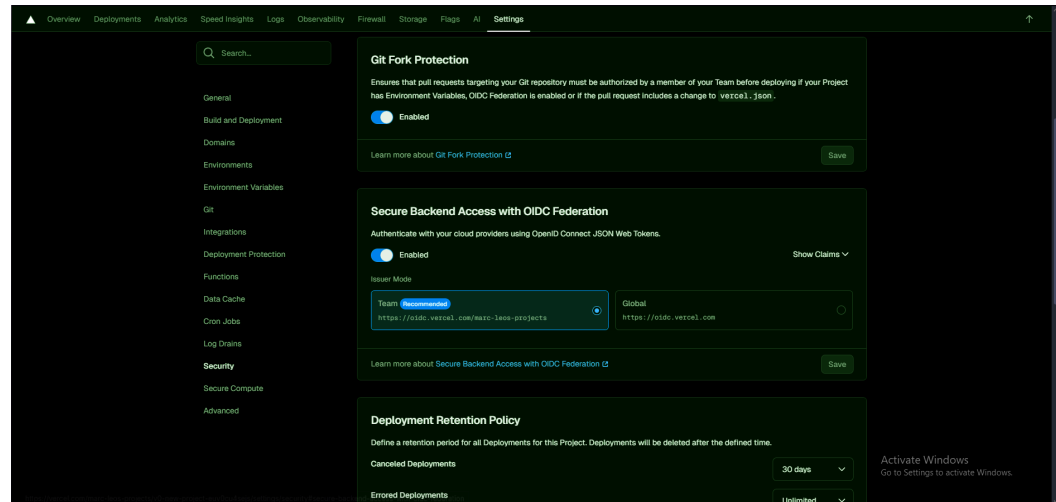 Overview Deployments Analytics Speed Insights Logs Observability Firewall Storage Flags AI Settings
Search...
General
Build and Deployment
Domains
Environments
Environment Variables
Git
Integrations
Deployment Protection
Functions
Data Cache
Cron Jobs
Log Drains
Security
Secure Compute
Advanced
Git Fork Protection
Ensures that pull requests targeting your Git repository must be authorized by a member of your Team before deploying if your Project
has Environment Variables, OIDC Federation is enabled or if the pull request includes a change to vercel.json.
Enabled
Learn more about Git Fork Protection
Save
Secure Backend Access with OIDC Federation
Authenticate with your cloud providers using OpenID Connect JSON Web Tokens.
Enabled
Show Claims
Issuer Mode
Team Recommended
https://oidc.vercel.com/marc-leos-projects
Global
https://oidc.vercel.com
Learn more about Secure Backend Access with OIDC Federation
Save
Deployment Retention Policy
Define a retention period for all Deployments for this Project. Deployments will be deleted after the defined time.
Canceled Deployments
30 days
Errored Deployments
Unlimited
Activate Windows
Go to Settings to activate Windows.